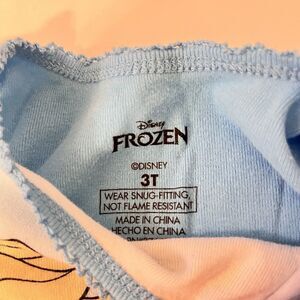 Disney
FROZEN
©DISNEY
3T
WEAR SNUG-FITTING,
NOT FLAME RESISTANT
MADE IN CHINA
HECHO EN CHINA